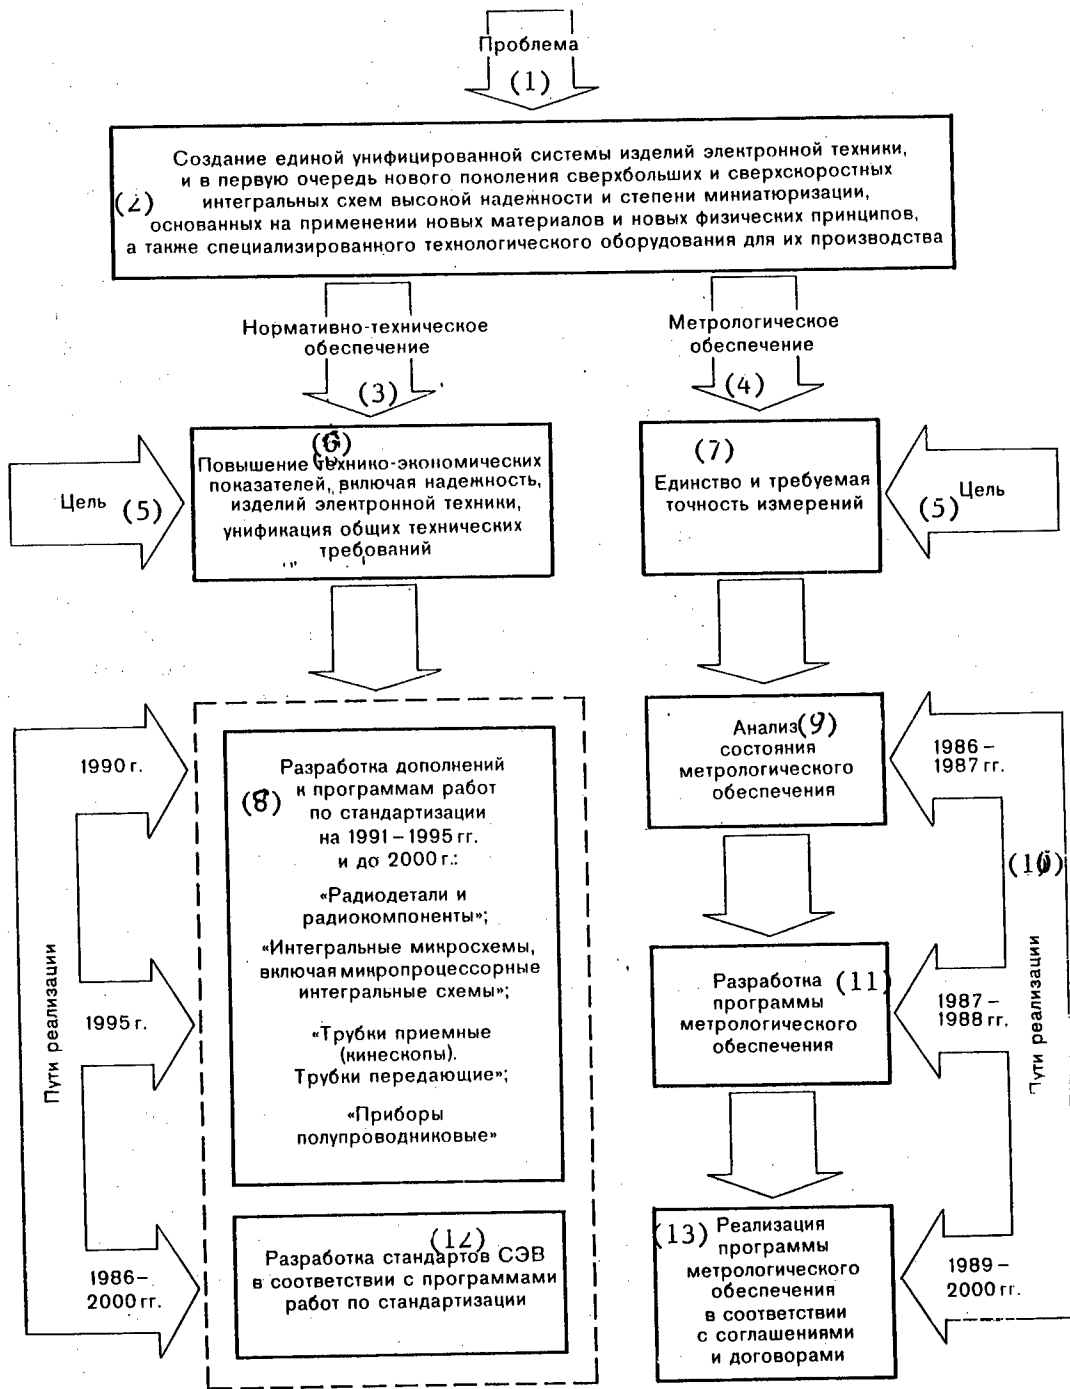 Проблема
(1)
Создание единой унифицированной системы изделий электронной техники,
и в первую очередь нового поколения сверхбольших и сверхскоростных
(2) интегральных схем высокой надежности и степени миниатюризации,
основанных на применении новых материалов и новых физических принципов,
а также специализированного технологического оборудования для их производства
Нормативно-техническое
обеспечение
(3)
Метрологическое
обеспечение
(4)
Цель (5)
(6)
Повышение технико-экономических
показателей, включая надежность,
изделий электронной техники,
унификация общих технических
требований
(7)
Единство и требуемая
точность измерений
(5) Цель
Пути реализации
1990 г.
1995 г.
1986–
2000 гг.
(8)
Разработка дополнений
к программам работ
по стандартизации
на 1991–1995 гг.
и до 2000 г.:
«Радиодетали и
радиокомпоненты»;
«Интегральные микросхемы,
включая микропроцессорные
интегральные схемы»;
«Трубки приемные
(кинескопы).
Трубки передающие»;
«Приборы
полупроводниковые»
(12)
Разработка стандартов СЭВ
в соответствии с программами
работ по стандартизации
Анализ (9)
состояния
метрологического
обеспечения
Разработка (11)
программы
метрологического
обеспечения
(13) Реализация
программы
метрологического
обеспечения
в соответствии
с соглашениями
и договорами
1986–
1987 гг.
(10)
1987–
1988 гг.
1989–
2000 гг.
Пути реализации